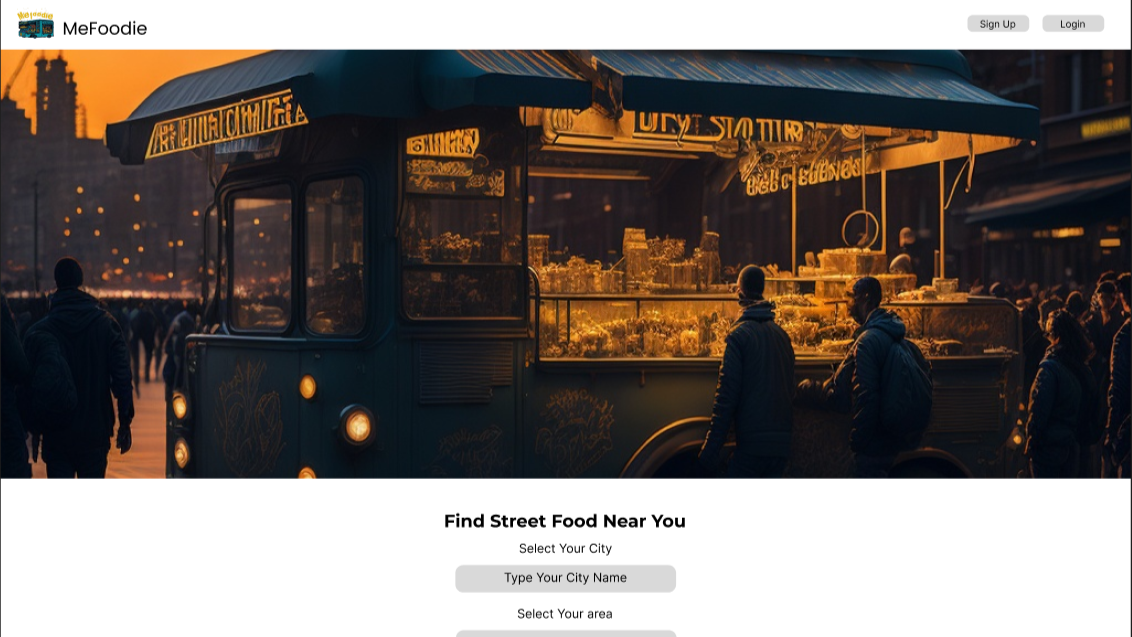 MeFoodie
Sign Up
Login
Find Street Food Near You
Select Your City
Type Your City Name
Select Your area